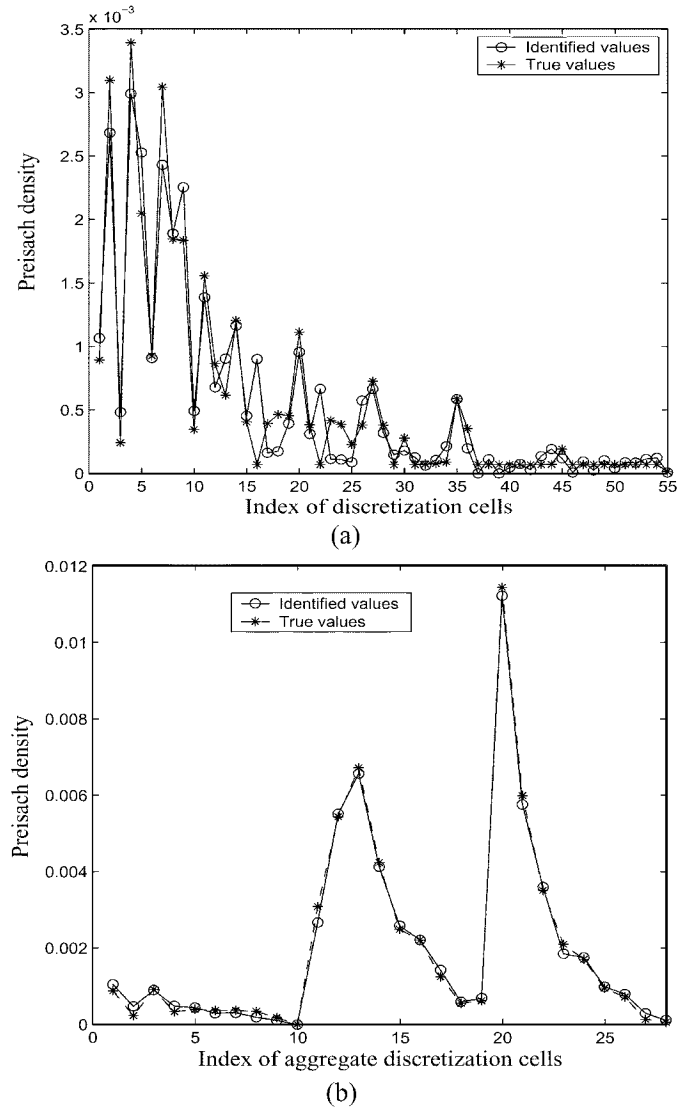 × 10⁻³
3.5
3
2.5
2
1.5
1
0.5
0
Preisach density
Identified values
True values
0 5 10 15 20 25 30 35 40 45 50 55
Index of discretization cells
(a)
0.012
0.01
0.008
0.006
0.004
0.002
0
Preisach density
Identified values
True values
0 5 10 15 20 25
Index of aggregate discretization cells
(b)